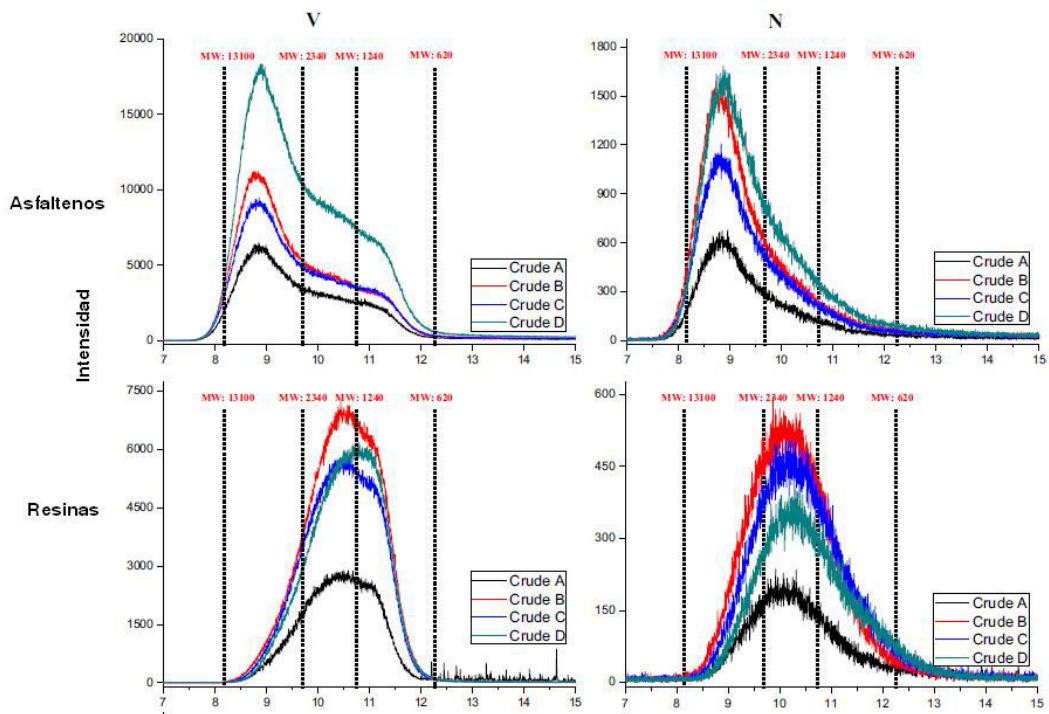 V
N
MW: 13100 MW: 2340 MW: 1240 MW: 620
20000
15000
10000
5000
0
7 8 9 10 11 12 13 14 15
Crude A
Crude B
Crude C
Crude D
MW: 13100 MW: 2340 MW: 1240 MW: 620
1800
1500
1200
900
600
300
0
7 8 9 10 11 12 13 14 15
Crude A
Crude B
Crude C
Crude D
Asfaltenos
Intensidad
Resinas
MW: 13100 MW: 2340 MW: 1240 MW: 620
7500
6000
4500
3000
1500
0
7 8 9 10 11 12 13 14 15
Crude A
Crude B
Crude C
Crude D
MW: 13100 MW: 2340 MW: 1240 MW: 620
600
450
300
150
0
7 8 9 10 11 12 13 14 15
Crude A
Crude B
Crude C
Crude D